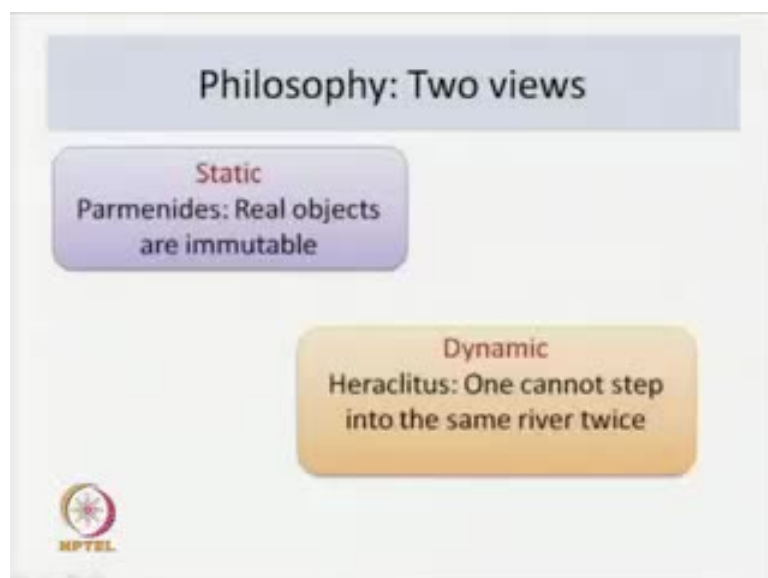 Philosophy: Two views
Static
Parmenides: Real objects
are immutable
Dynamic
Heraclitus: One cannot step
into the same river twice
NPTEL